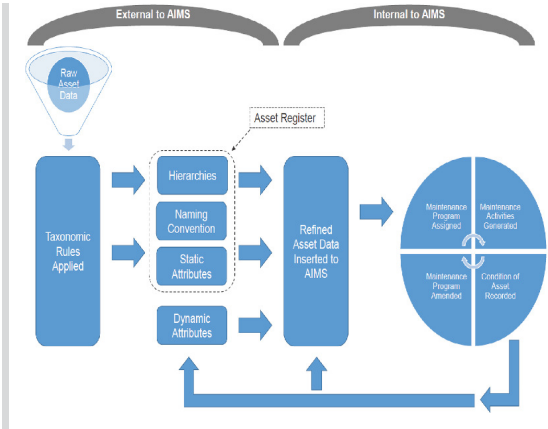 External to AIMS
Internal to AIMS
Raw
Asset
Data
Asset Register
Taxonomic
Rules
Applied
Hierarchies
Naming
Convention
Static
Attributes
Dynamic
Attributes
Refined
Asset Data
Inserted to
AIMS
Maintenance
Program
Assigned
Maintenance
Activities
Generated
Maintenance
Program
Amended
Condition of
Asset
Recorded